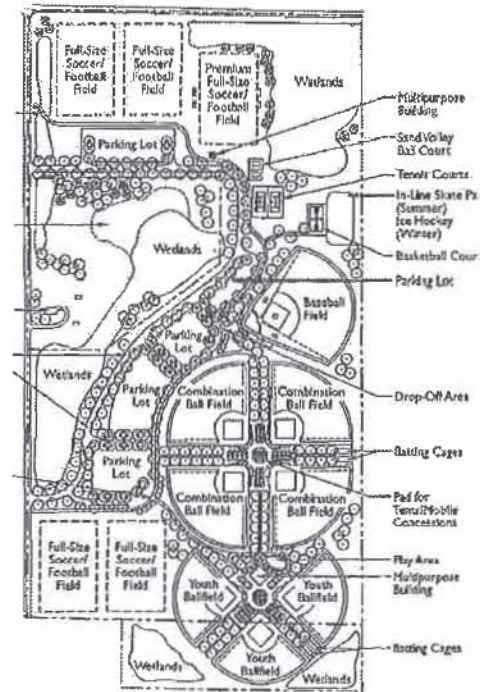 Full-Size
Soccer/
Football
Field
Full-Size
Soccer/
Football
Field
Premium
Full-Size
Soccer/
Football
Field
Wetlands
Parking Lot
Multipurpose
Building
Sand Volley
Ball Court
Tennis Courts
In-Line Skate Pa
(Summer)
Ice Hockey
(Winter)
Basketball Cour
Parking Lot
Wetlands
Baseball
Field
Parking
Lot
Wetlands
Parking
Lot
Combination
Ball Field
Combination
Ball Field
Drop-Off Area
Batting Cages
Parking
Lot
Combination
Ball Field
Combination
Ball Field
Pad for
Tents/Mobile
Concessions
Full-Size
Soccer/
Football
Field
Full-Size
Soccer/
Football
Field
Play Area
Multipurpose
Building
Youth
Ballfield
Youth
Ballfield
Youth
Ballfield
Batting Cages
Wetlands
Wetlands